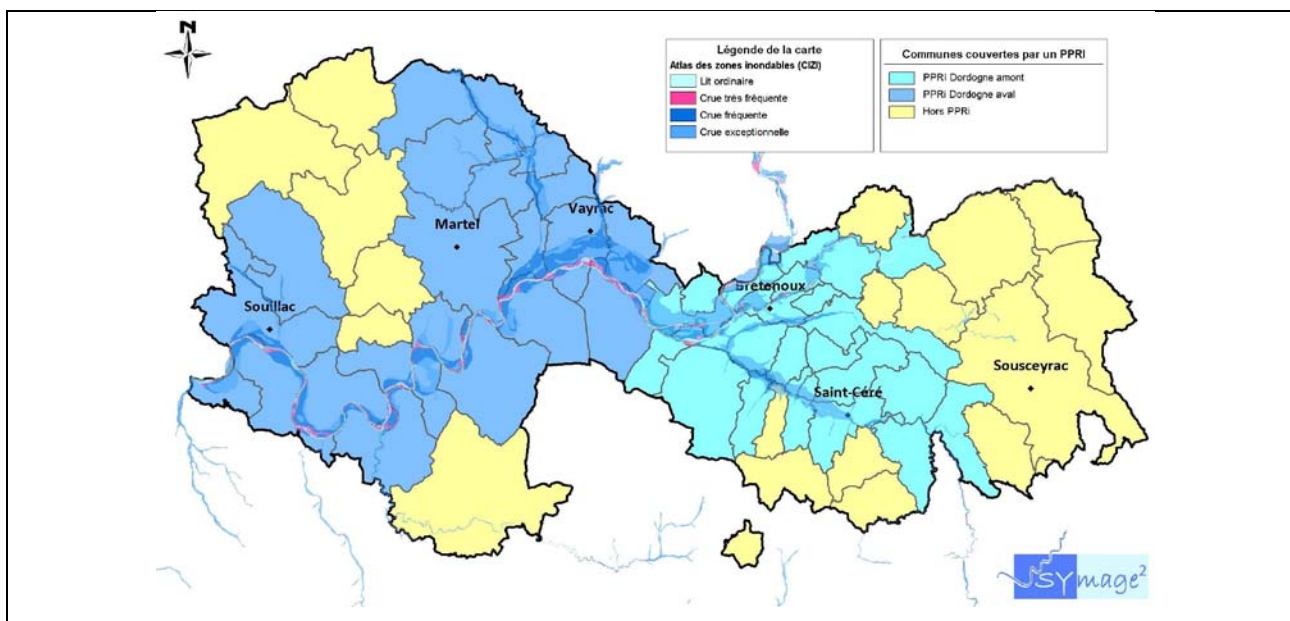 N
Légende de la carte
Atlas des zones inondables (CIZI)
Lit ordinaire
Crue très fréquente
Crue fréquente
Crue exceptionnelle
Communes couvertes par un PPRI
PPRI Dordogne amont
PPRi Dordogne aval
Hors PPRi
Vayrac
Martel
Bretenoux
Souillac
Sousceyrac
Saint-Céré
SYmage²